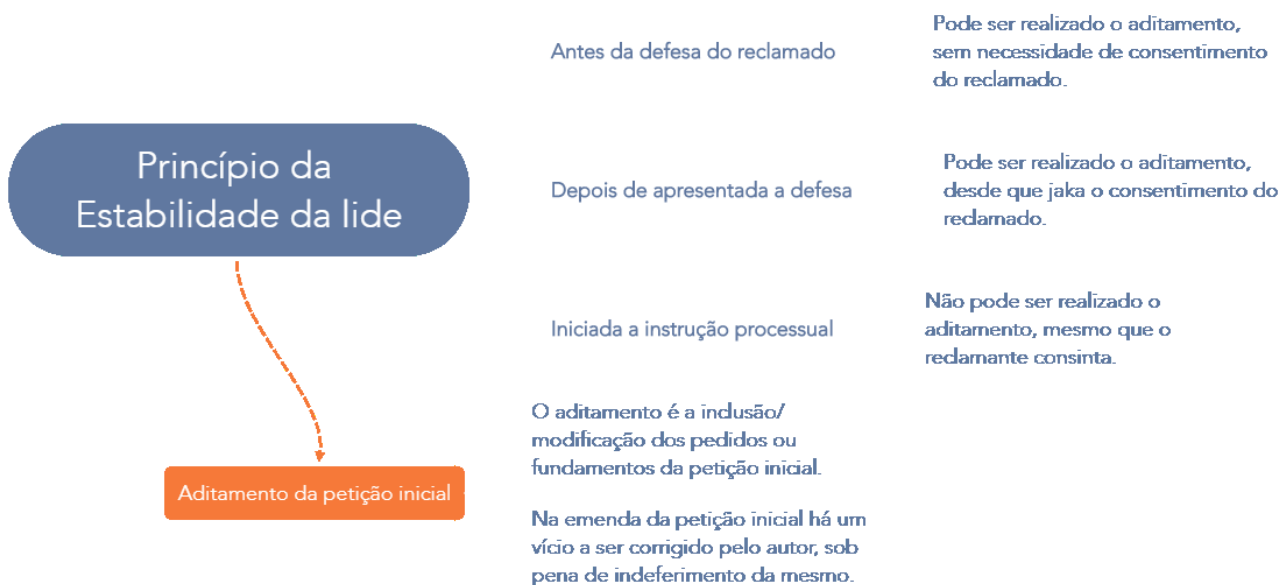 Princípio da
Estabilidade da lide
Antes da defesa do reclamado
Pode ser realizado o aditamento,
sem necessidade de consentimento
do reclamado.
Depois de apresentada a defesa
Pode ser realizado o aditamento,
desde que jaka o consentimento do
reclamado.
Iniciada a instrução processual
Não pode ser realizado o
aditamento, mesmo que o
reclamante consinta.
Aditamento da petição inicial
O aditamento é a inclusão/
modificação dos pedidos ou
fundamentos da petição inicial.
Na emenda da petição inicial há um
vício a ser corrigido pelo autor, sob
pena de indeferimento da mesmo.